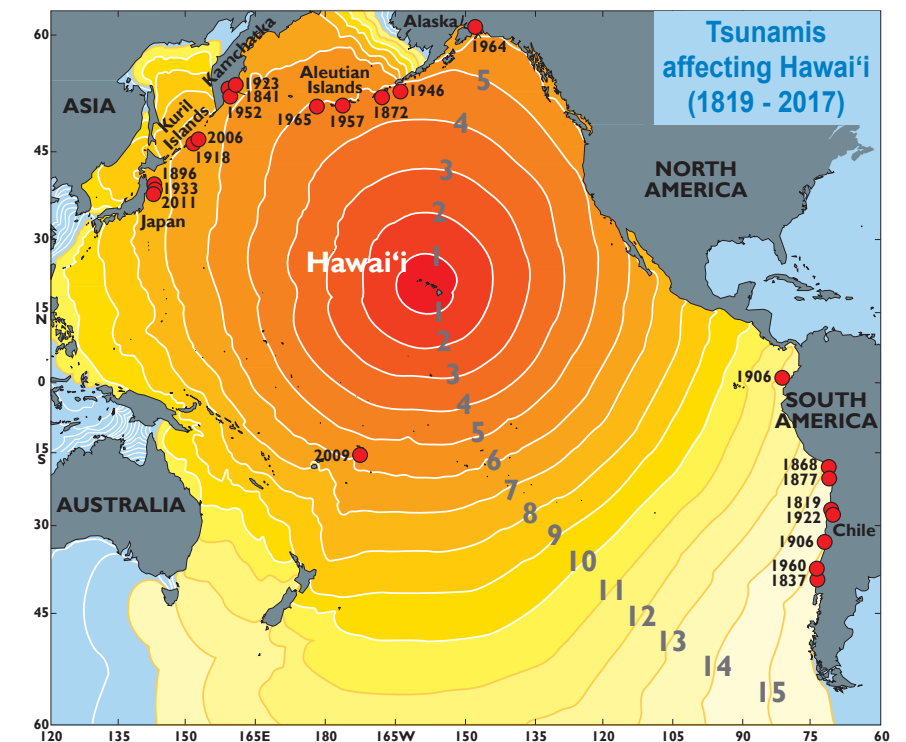 Tsunamis
affecting Hawai‘i
(1819 - 2017)
60
45
30
15
N
0
15
S
30
45
60
120
135
150
165E
180
165W
150
135
120
105
90
75
60
ASIA
NORTH
AMERICA
SOUTH
AMERICA
AUSTRALIA
Hawai‘i
Alaska
1964
Kamchatka
1923
1841
1952
Aleutian
Islands
1946
1872
1957
1965
Kuril
Islands
2006
1918
1896
1933
2011
Japan
2009
1906
1868
1877
1819
1922
Chile
1906
1960
1837
5
4
3
2
1
1
2
3
4
5
6
7
8
9
10
11
12
13
14
15